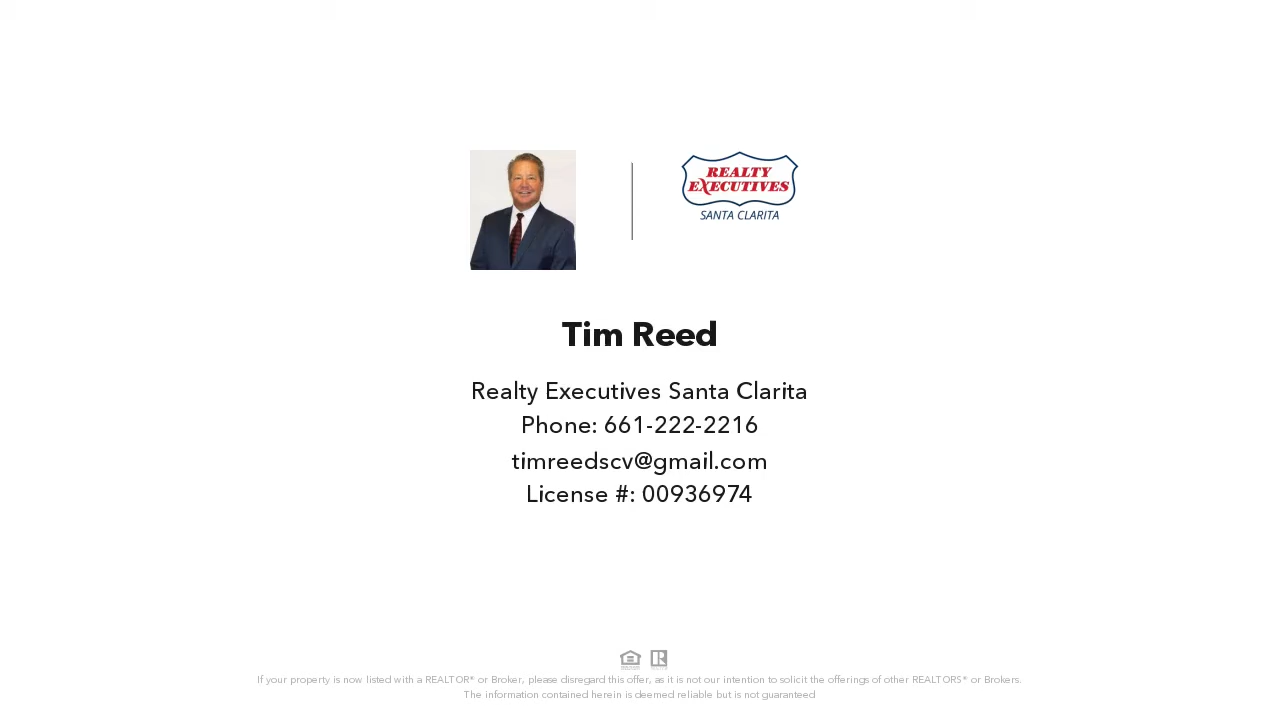 REALTY
EXECUTIVES
SANTA CLARITA
Tim Reed
Realty Executives Santa Clarita
Phone: 661-222-2216
timreedscv@gmail.com
License #: 00936974
If your property is now listed with a REALTOR® or Broker, please disregard this offer, as it is not our intention to solicit the offerings of other REALTORS® or Brokers.
The information contained herein is deemed reliable but is not guaranteed